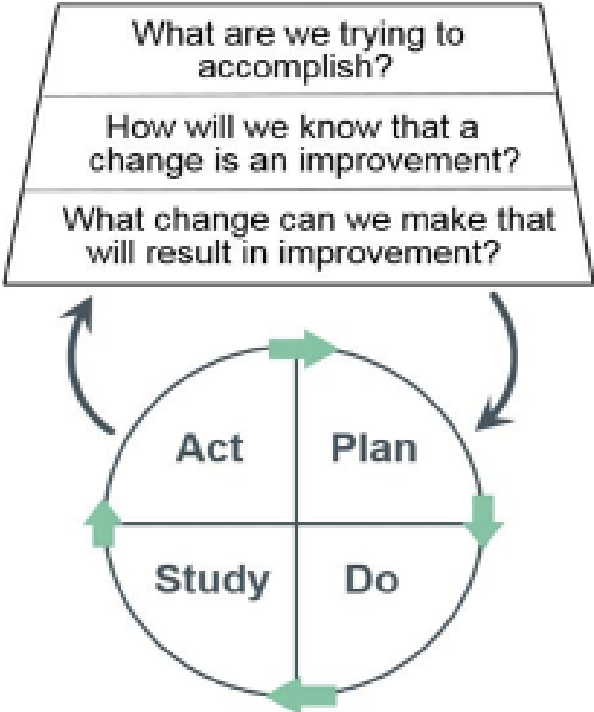 What are we trying to
accomplish?
How will we know that a
change is an improvement?
What change can we make that
will result in improvement?
Act
Plan
Study
Do